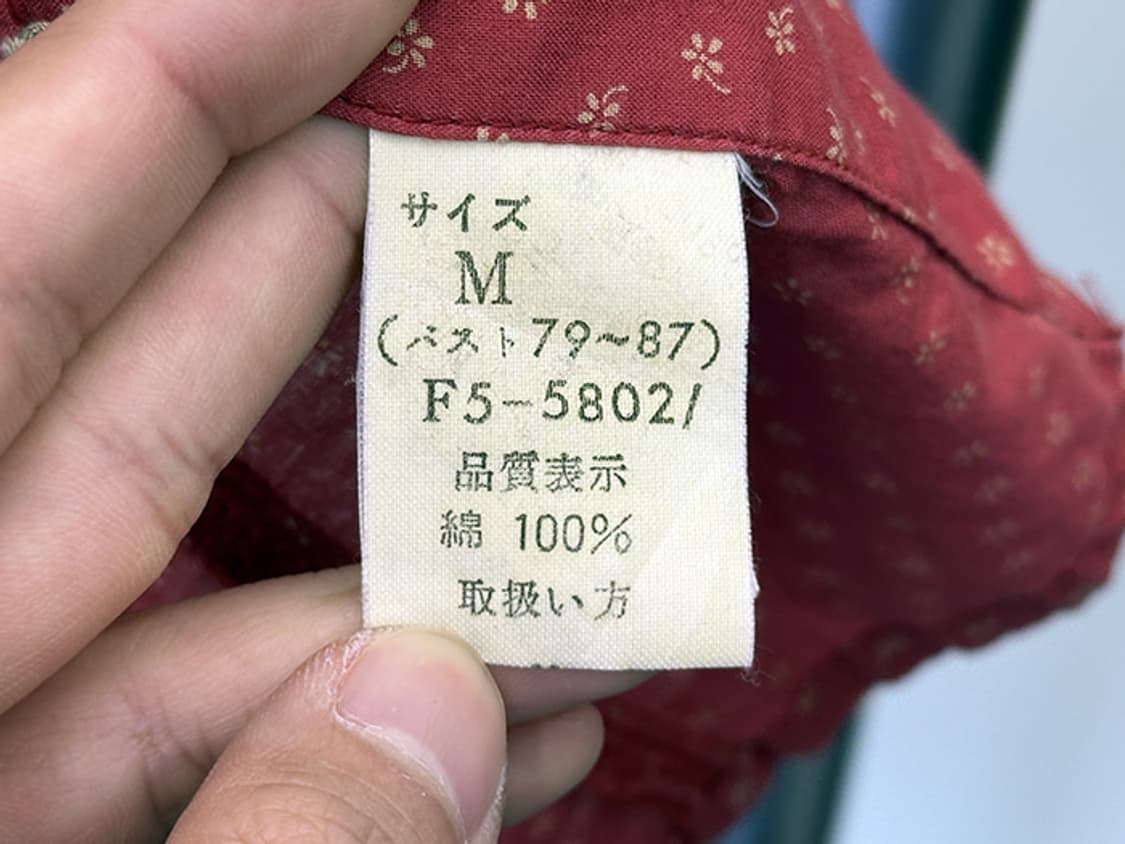 サイズ
M
(バスト79~87)
F5-5802/
品質表示
綿 100%
取扱い方